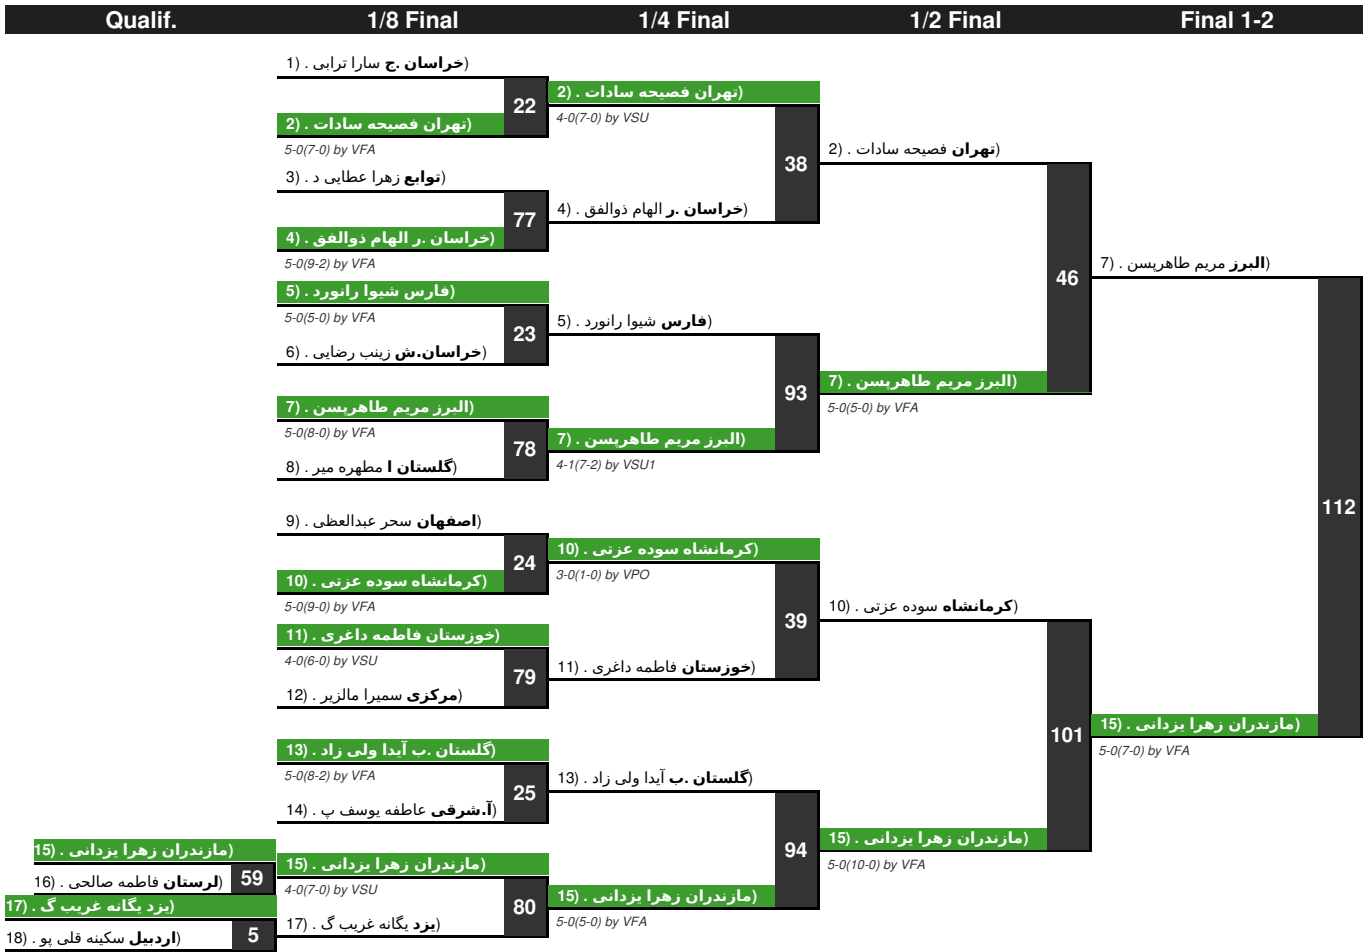 Qualif. 1/8 Final 1/4 Final 1/2 Final Final 1-2
1) . خراسان .ج سارا ترابی)
2) . تهران فصیحه سادات)
22
5-0(7-0) by VFA
3) . توابع زهرا عطایی د)
4) . خراسان .ر الهام ذوالفق)
77
5-0(9-2) by VFA
5) . فارس شیوا رانورد)
5-0(5-0) by VFA
23
6) . خراسان.ش زینب رضایی)
7) . البرز مریم طاهرپسن)
5-0(8-0) by VFA
78
8) . گلستان ا مطهره میر)
9) . اصفهان سحر عبدالعظی)
24
10) . کرمانشاه سوده عزتی)
5-0(9-0) by VFA
11) . خوزستان فاطمه داغری)
4-0(6-0) by VSU
79
12) . مرکزی سمیرا مالزیر)
13) . گلستان .ب آیدا ولی زاد)
5-0(8-2) by VFA
25
14) . آ.شرقی عاطفه یوسف پ)
15) . مازندران زهرا یزدانی)
16) . لرستان فاطمه صالحی)
59
17) . یزد یگانه غریب گ)
18) . اردبیل سکینه قلی پو)
5
15) . مازندران زهرا یزدانی)
4-0(7-0) by VSU
80
17) . یزد یگانه غریب گ)
2) . تهران فصیحه سادات)
4-0(7-0) by VSU
38
4) . خراسان .ر الهام ذوالفق)
5) . فارس شیوا رانورد)
93
7) . البرز مریم طاهرپسن)
4-1(7-2) by VSU1
10) . کرمانشاه سوده عزتی)
3-0(1-0) by VPO
39
11) . خوزستان فاطمه داغری)
13) . گلستان .ب آیدا ولی زاد)
94
15) . مازندران زهرا یزدانی)
5-0(5-0) by VFA
2) . تهران فصیحه سادات)
46
7) . البرز مریم طاهرپسن)
5-0(5-0) by VFA
10) . کرمانشاه سوده عزتی)
101
15) . مازندران زهرا یزدانی)
5-0(10-0) by VFA
7) . البرز مریم طاهرپسن)
112
15) . مازندران زهرا یزدانی)
5-0(7-0) by VFA